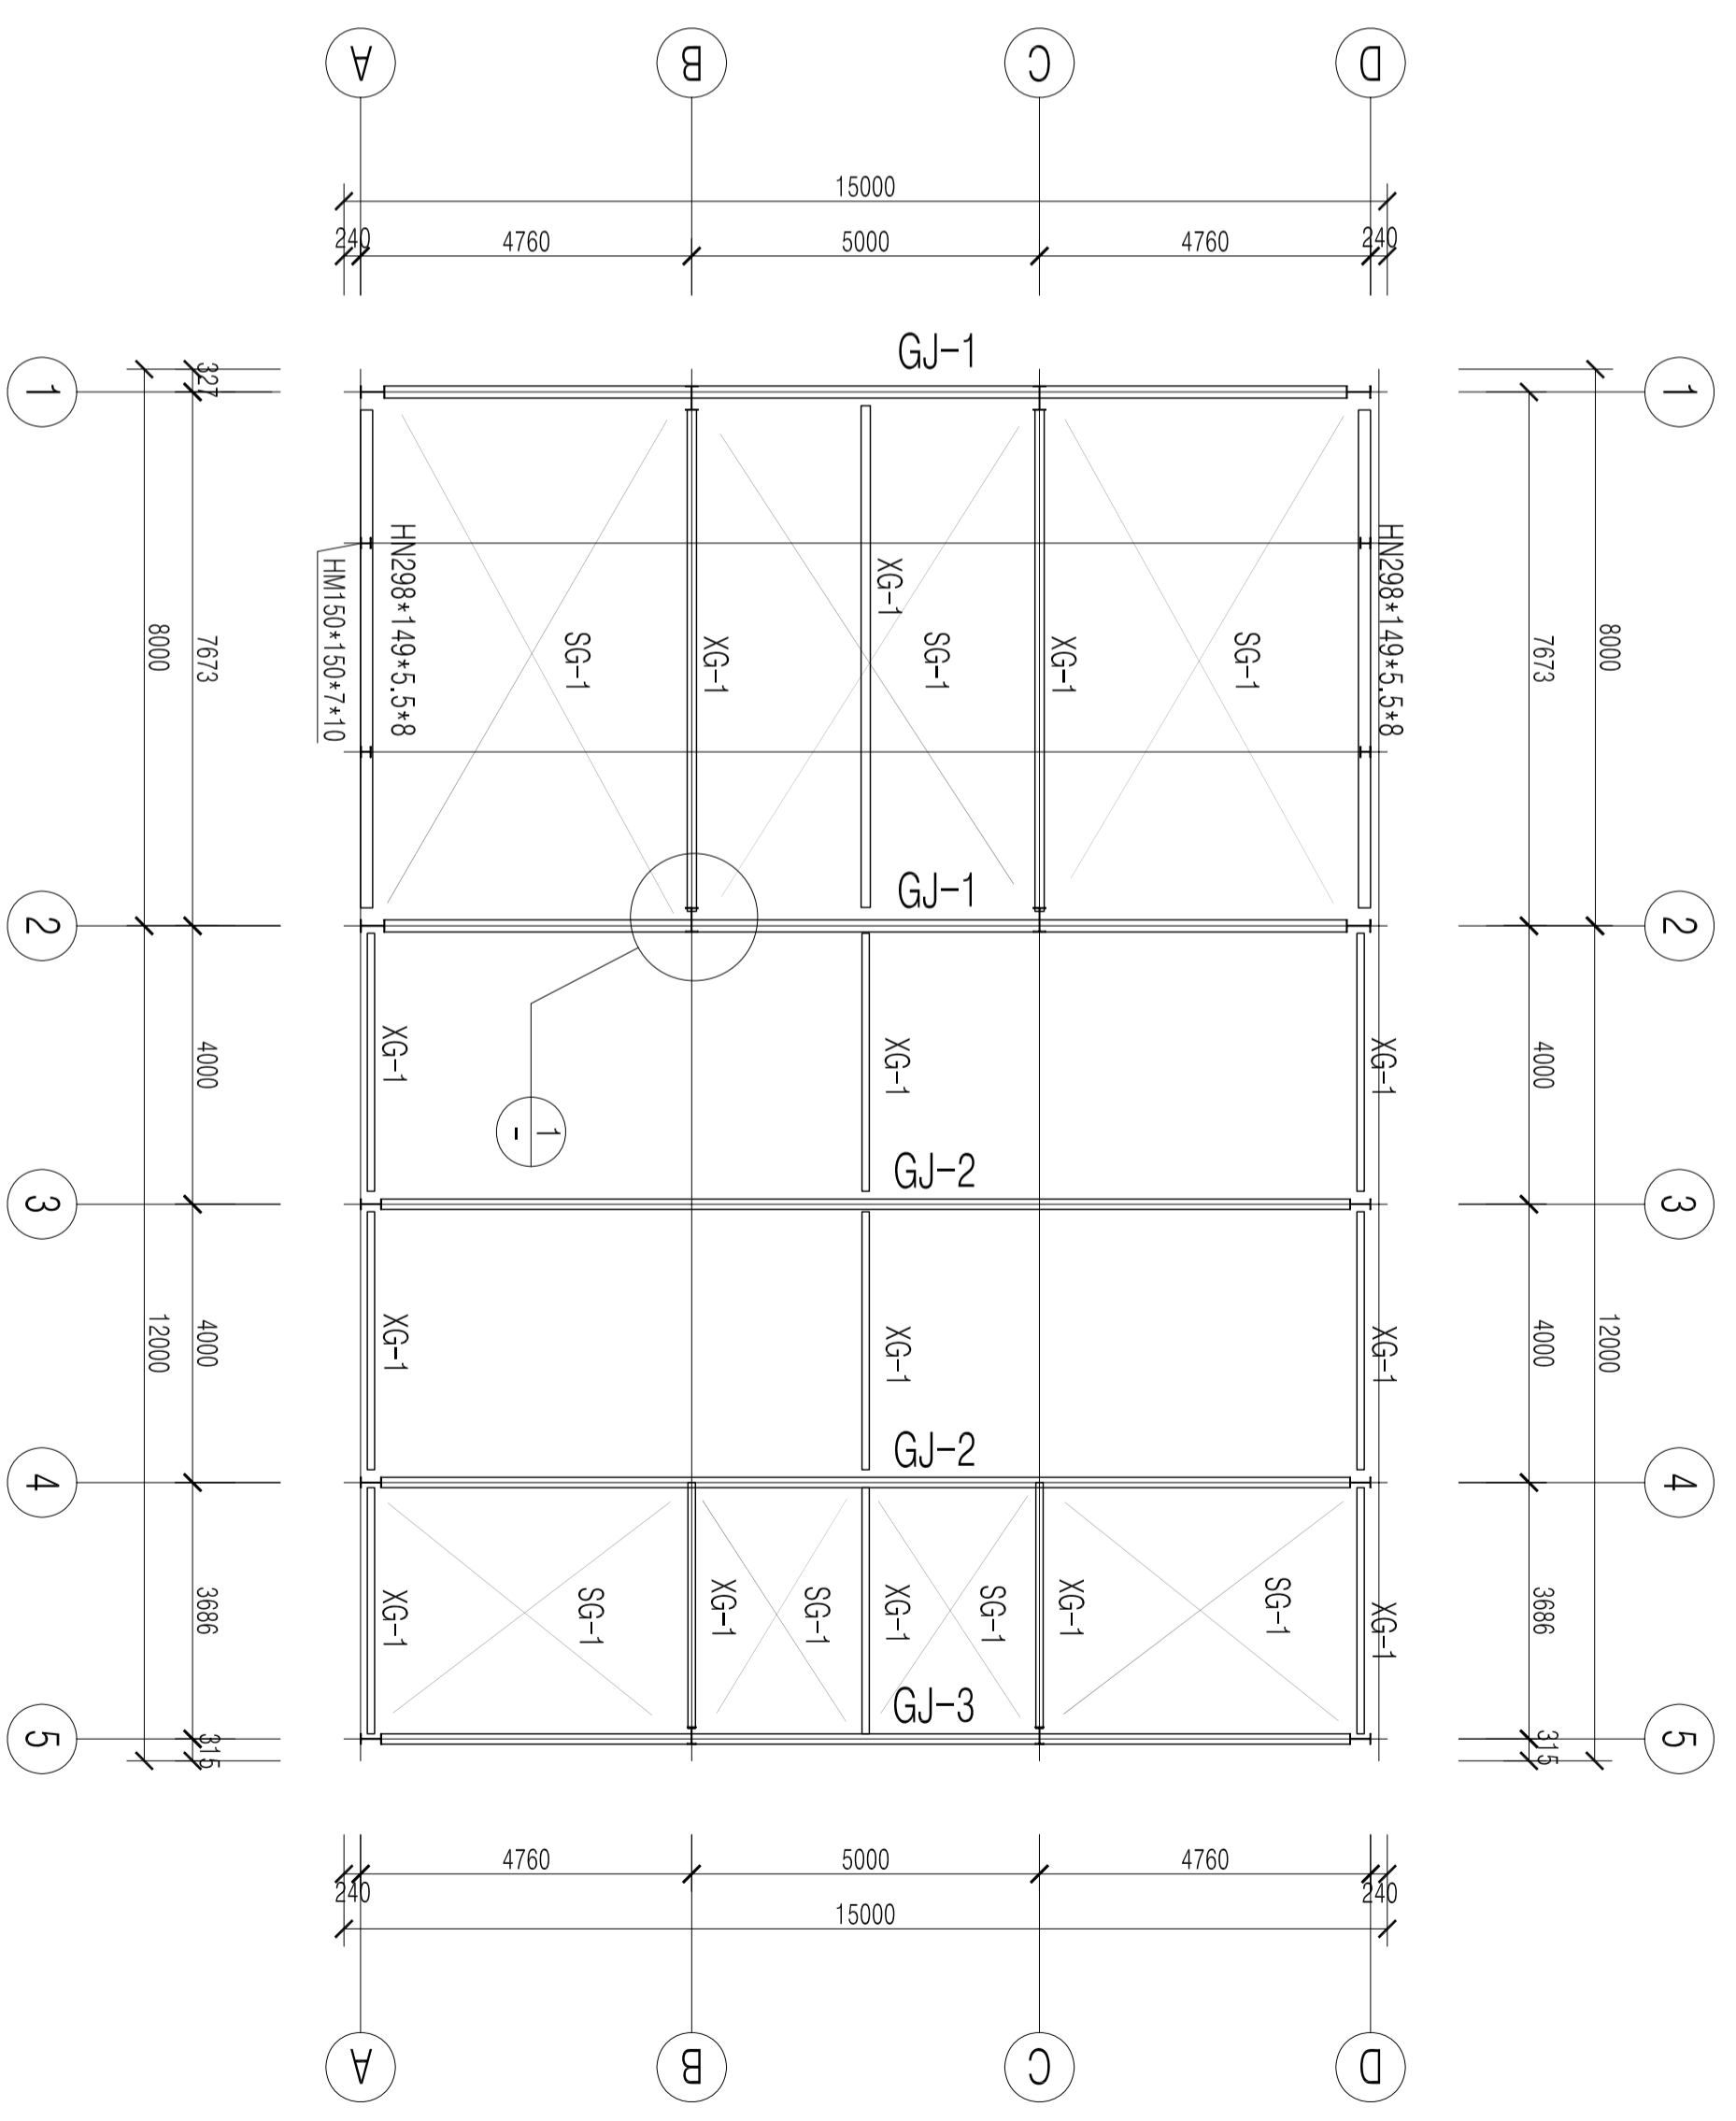 A
B
C
D
15000
240
4760
5000
4760
240
GJ-1
327
1
1
HN298*149*5.5*8
HN298*149*5.5*8
HM150*150*7*10
XG-1
8000
7673
SG-1
XG-1
SG-1
XG-1
SG-1
7673
8000
GJ-1
2
2
4000
XG-1
XG-1
XG-1
4000
1
-
GJ-2
3
3
12000
4000
XG-1
XG-1
XG-1
4000
12000
GJ-2
4
4
3686
XG-1
SG-1
XG-1
SG-1
XG-1
SG-1
XG-1
SG-1
XG-1
3686
GJ-3
5
315
315
5
4760
5000
4760
240
240
15000
A
B
C
D